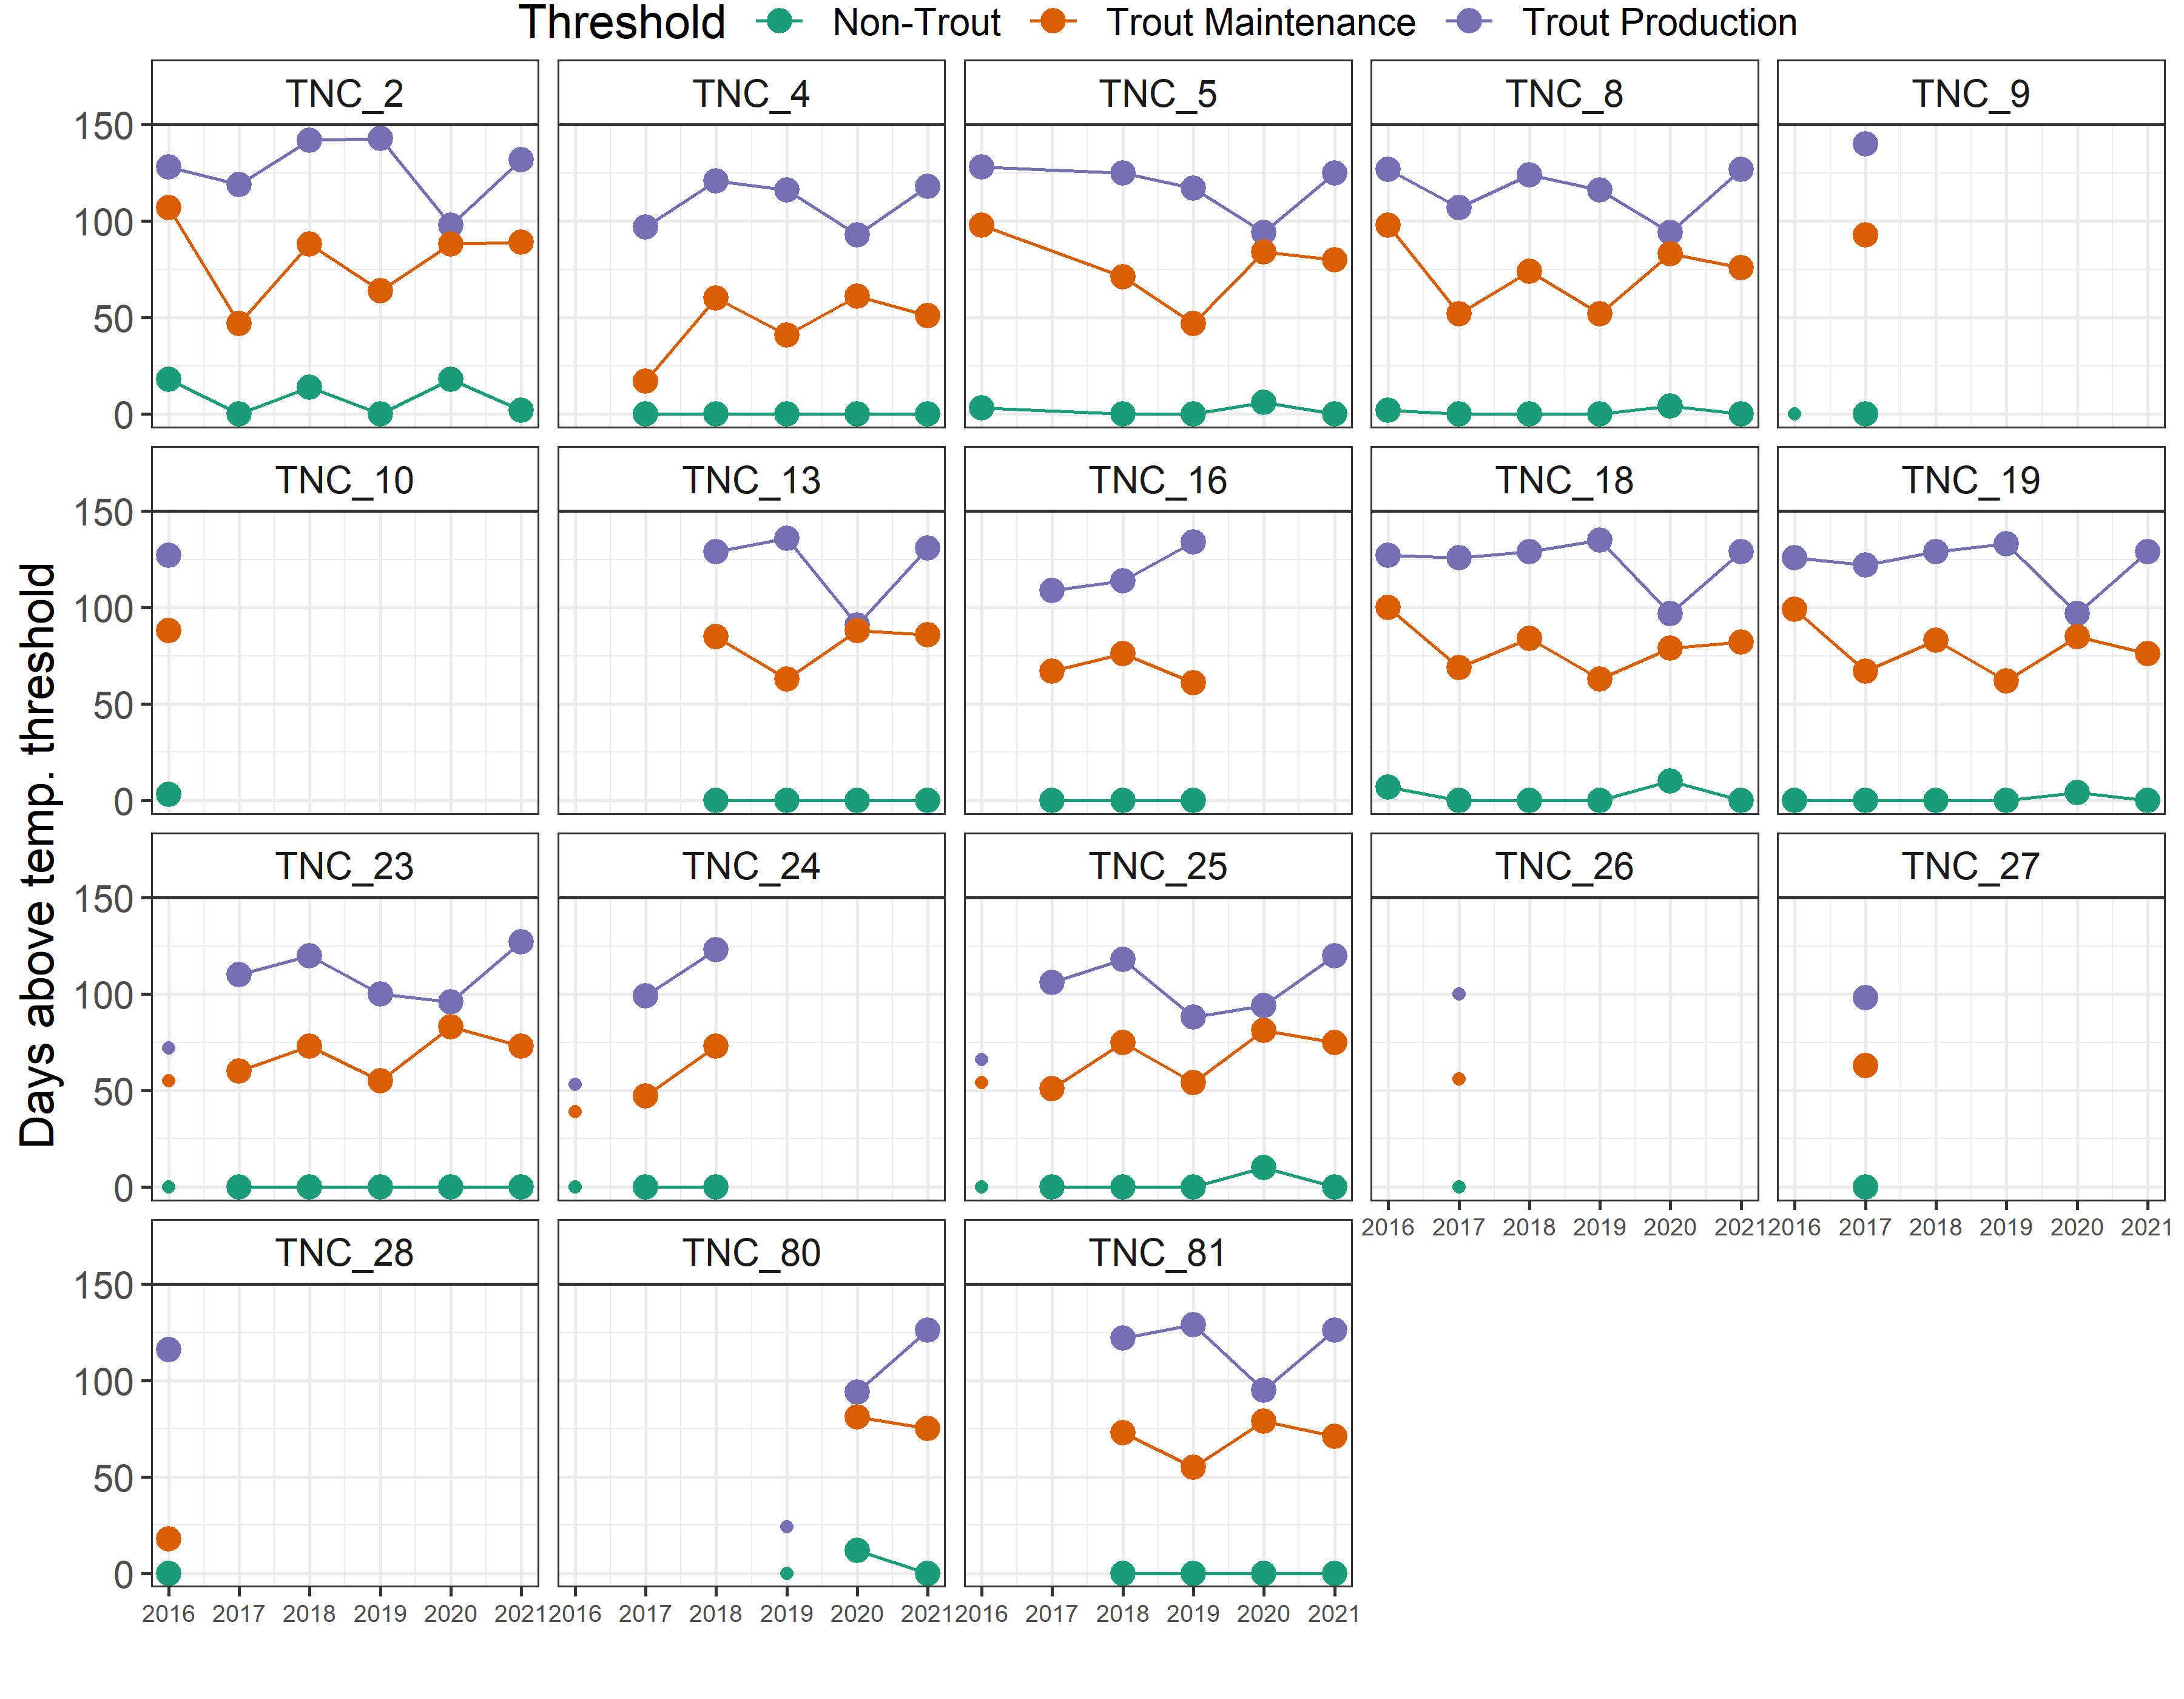 Threshold Non-Trout Trout Maintenance Trout Production
TNC_2 TNC_4 TNC_5 TNC_8 TNC_9
150
100
50
0
TNC_10 TNC_13 TNC_16 TNC_18 TNC_19
150
100
50
0
Days above temp. threshold
TNC_23 TNC_24 TNC_25 TNC_26 TNC_27
150
100
50
0
2016 2017 2018 2019 2020 2021 2016 2017 2018 2019 2020 2021
TNC_28 TNC_80 TNC_81
150
100
50
0
2016 2017 2018 2019 2020 2021 2016 2017 2018 2019 2020 2021 2016 2017 2018 2019 2020 2021